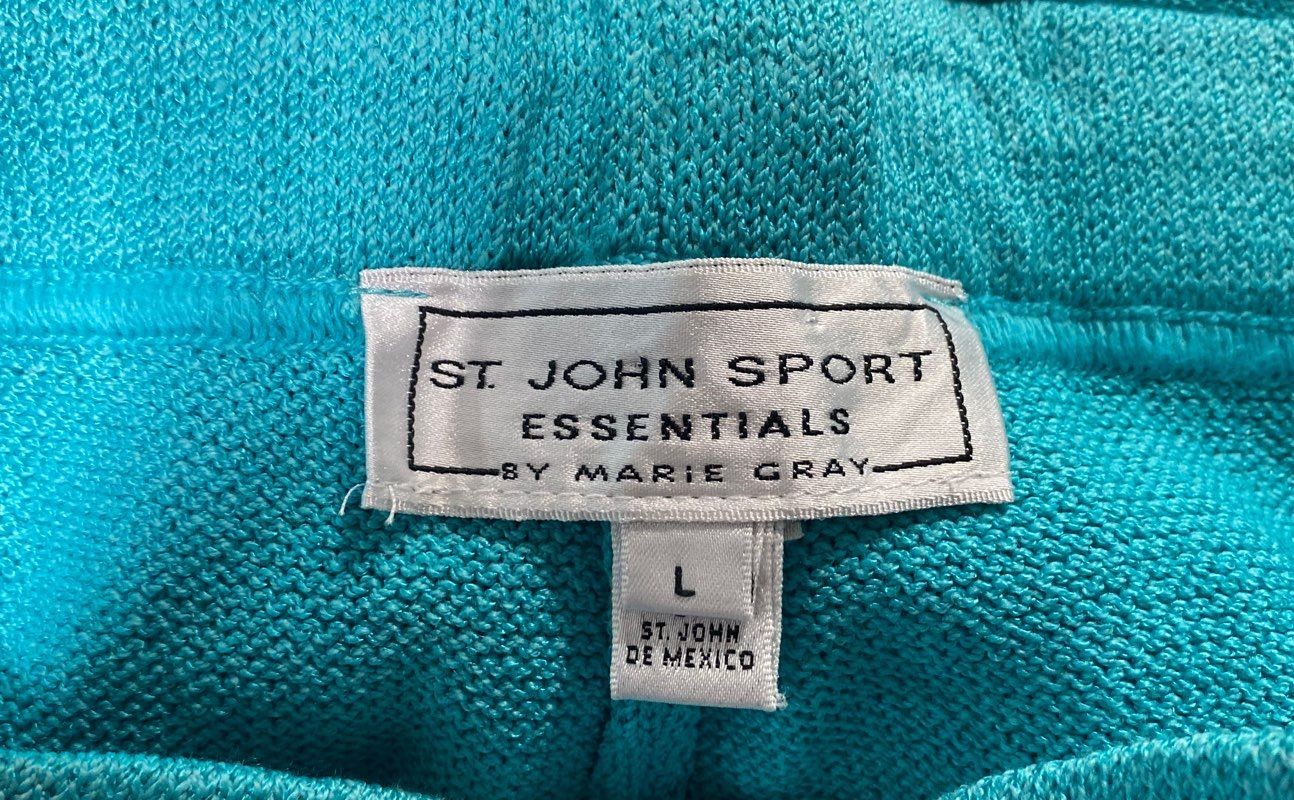 ST. JOHN SPORT
ESSENTIALS
BY MARIE GRAY
L
ST. JOHN
DE MEXICO